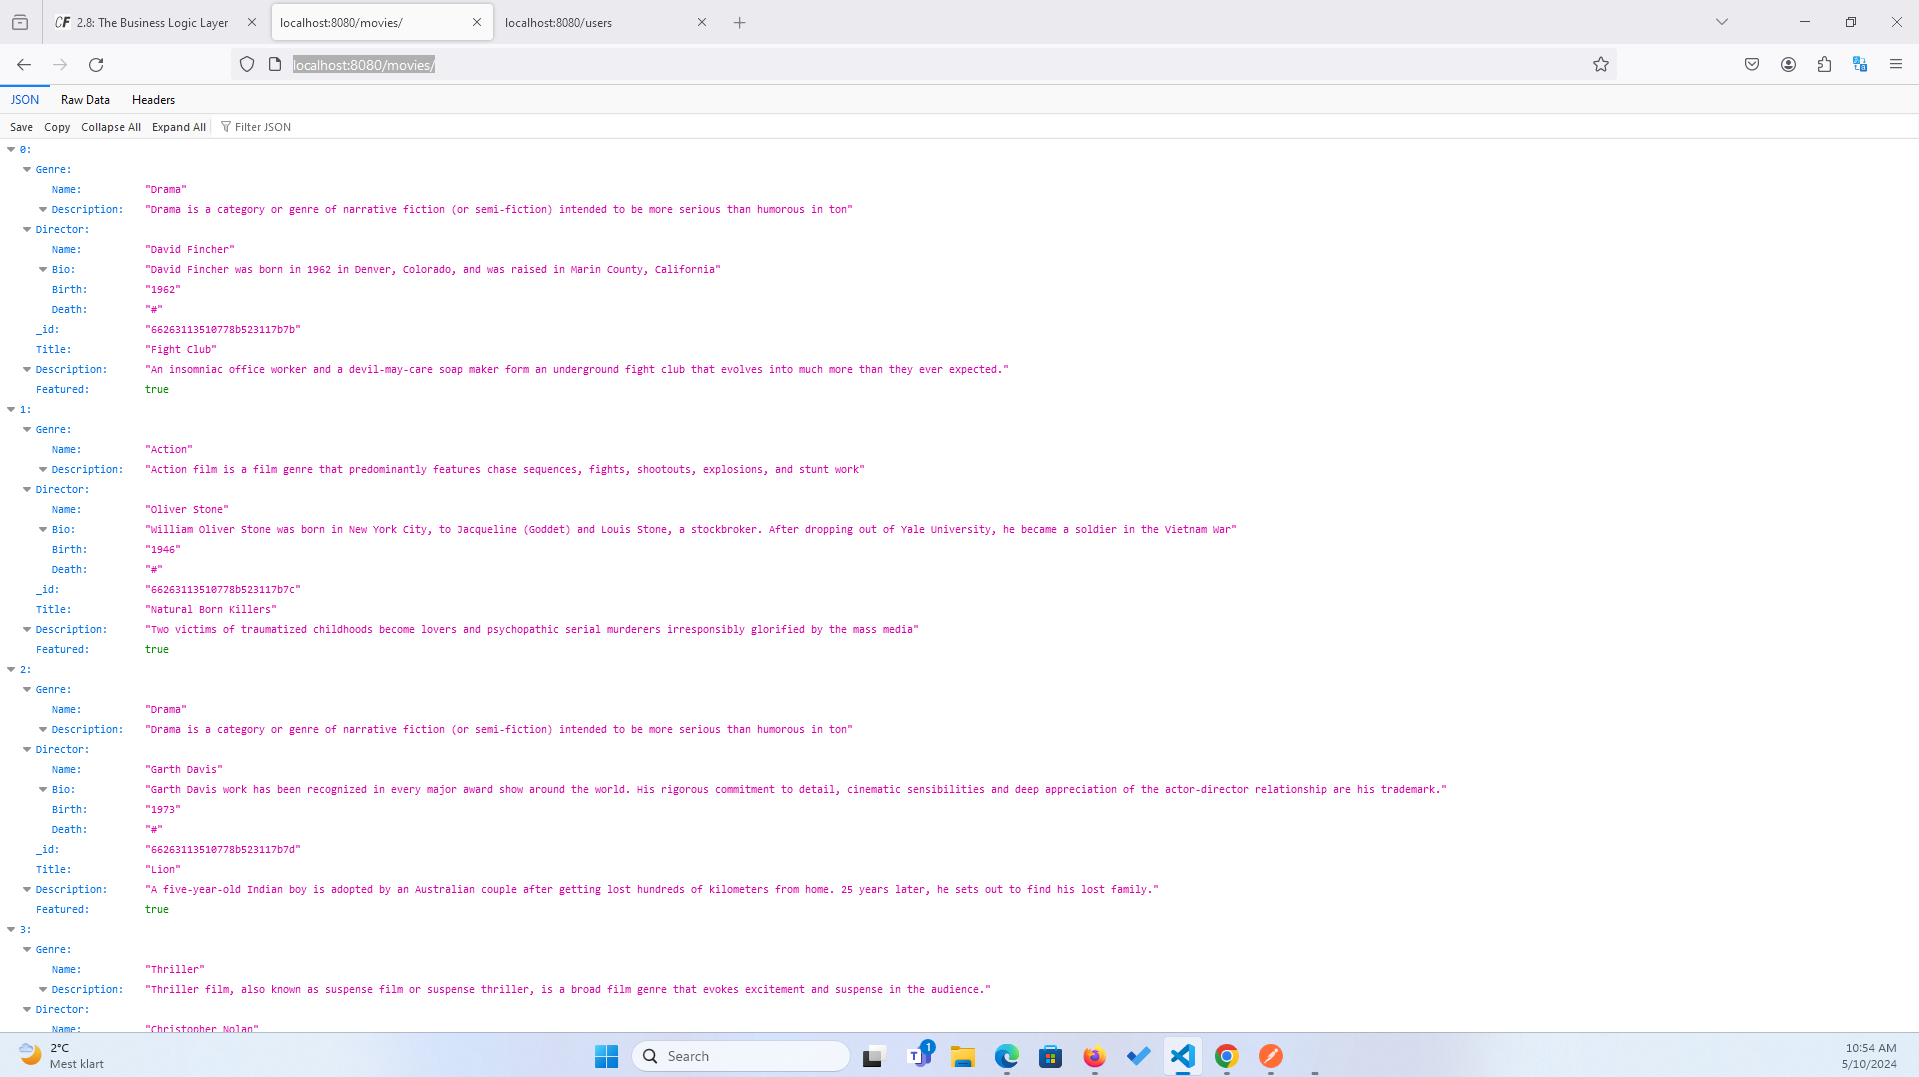 CF 2.8: The Business Logic Layer
localhost:8080/movies/
localhost:8080/users
localhost:8080/movies/
JSON Raw Data Headers
Save Copy Collapse All Expand All Filter JSON
0:
Genre:
Name: "Drama"
Description: "Drama is a category or genre of narrative fiction (or semi-fiction) intended to be more serious than humorous in ton"
Director:
Name: "David Fincher"
Bio: "David Fincher was born in 1962 in Denver, Colorado, and was raised in Marin County, California"
Birth: "1962"
Death: "#"
_id: "66263113510778b523117b7b"
Title: "Fight Club"
Description: "An insomniac office worker and a devil-may-care soap maker form an underground fight club that evolves into much more than they ever expected."
Featured: true
1:
Genre:
Name: "Action"
Description: "Action film is a film genre that predominantly features chase sequences, fights, shootouts, explosions, and stunt work"
Director:
Name: "Oliver Stone"
Bio: "William Oliver Stone was born in New York City, to Jacqueline (Goddet) and Louis Stone, a stockbroker. After dropping out of Yale University, he became a soldier in the Vietnam War"
Birth: "1946"
Death: "#"
_id: "66263113510778b523117b7c"
Title: "Natural Born Killers"
Description: "Two victims of traumatized childhoods become lovers and psychopathic serial murderers irresponsibly glorified by the mass media"
Featured: true
2:
Genre:
Name: "Drama"
Description: "Drama is a category or genre of narrative fiction (or semi-fiction) intended to be more serious than humorous in ton"
Director:
Name: "Garth Davis"
Bio: "Garth Davis work has been recognized in every major award show around the world. His rigorous commitment to detail, cinematic sensibilities and deep appreciation of the actor-director relationship are his trademark."
Birth: "1973"
Death: "#"
_id: "66263113510778b523117b7d"
Title: "Lion"
Description: "A five-year-old Indian boy is adopted by an Australian couple after getting lost hundreds of kilometers from home. 25 years later, he sets out to find his lost family."
Featured: true
3:
Genre:
Name: "Thriller"
Description: "Thriller film, also known as suspense film or suspense thriller, is a broad film genre that evokes excitement and suspense in the audience."
Director:
Name: "Christopher Nolan"
2°C
Mest klart
Search
1
10:54 AM
5/10/2024